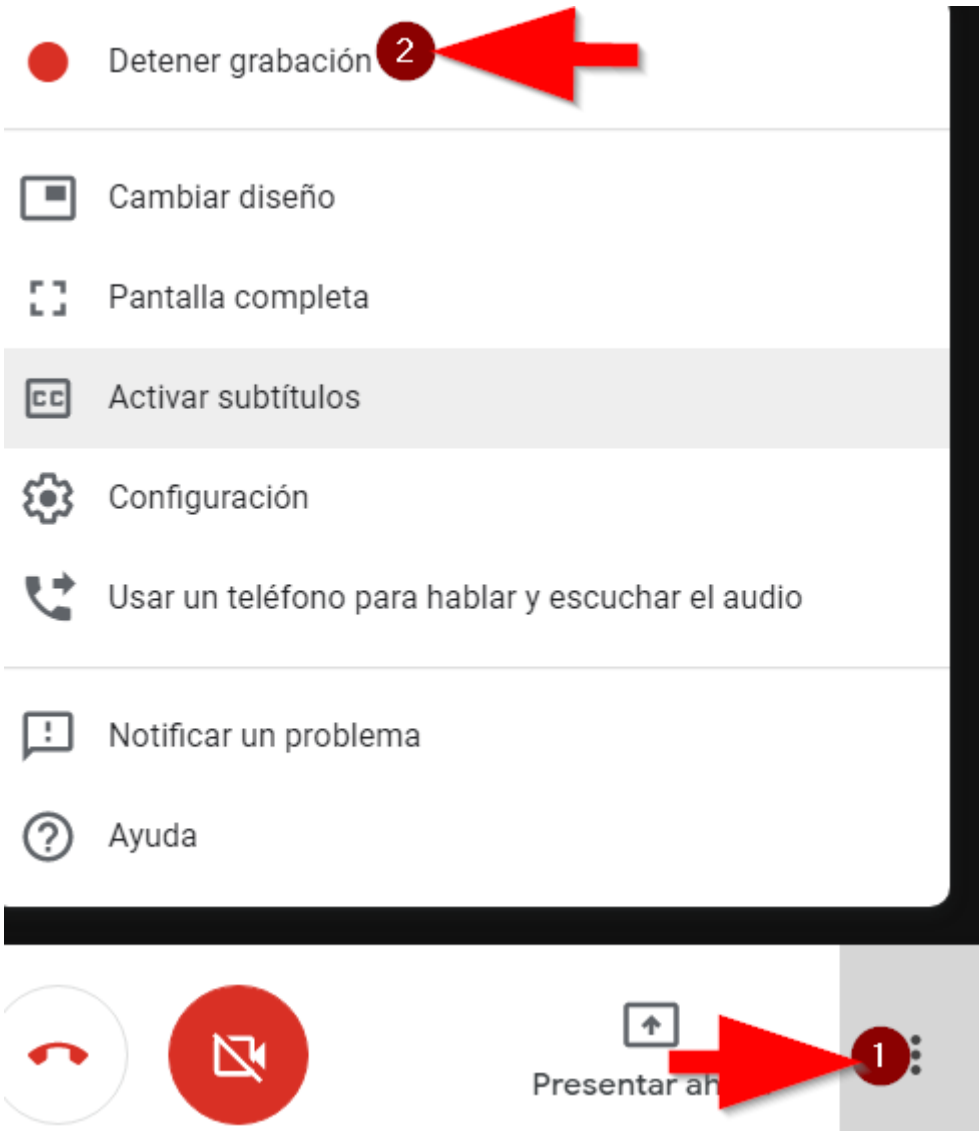 Detener grabación 2
Cambiar diseño
Pantalla completa
CC Activar subtítulos
Configuración
Usar un teléfono para hablar y escuchar el audio
Notificar un problema
Ayuda
Presentar ah
1